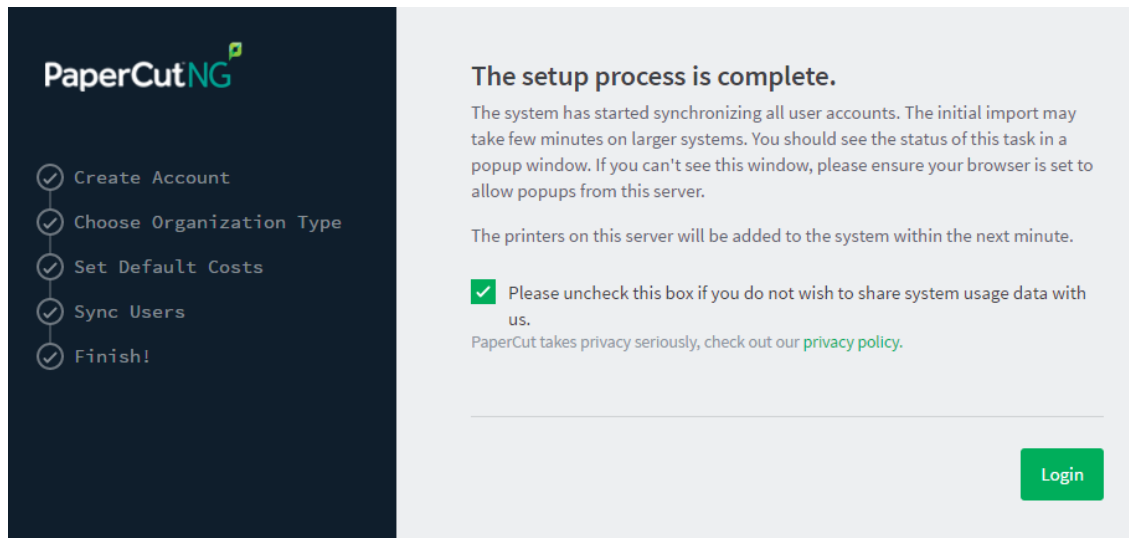 PaperCut NG
Create Account
Choose Organization Type
Set Default Costs
Sync Users
Finish!
The setup process is complete.
The system has started synchronizing all user accounts. The initial import may
take few minutes on larger systems. You should see the status of this task in a
popup window. If you can't see this window, please ensure your browser is set to
allow popups from this server.
The printers on this server will be added to the system within the next minute.
Please uncheck this box if you do not wish to share system usage data with
us.
PaperCut takes privacy seriously, check out our privacy policy.
Login